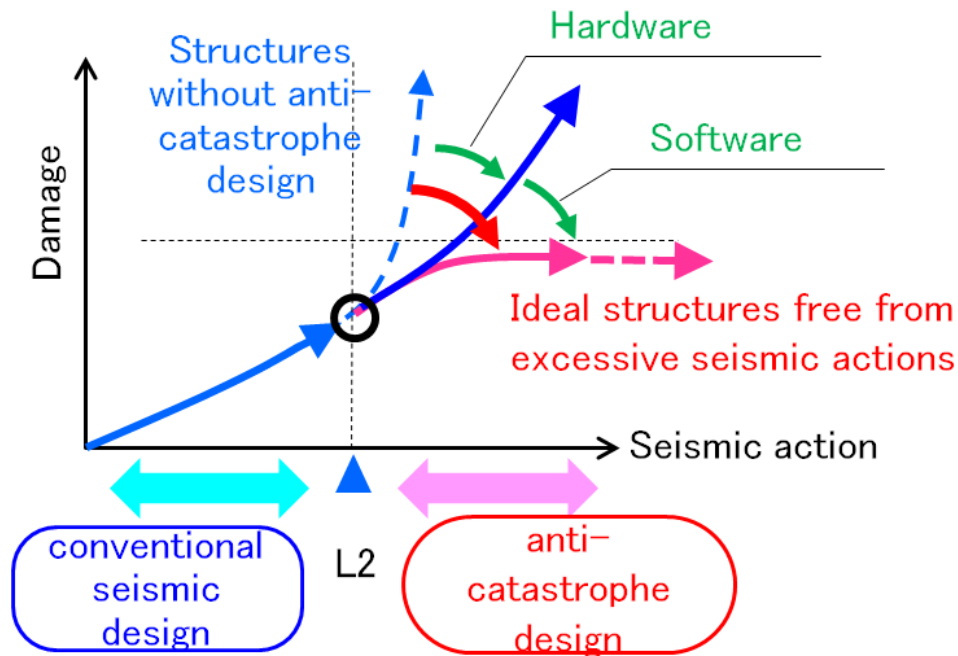 Hardware
Structures
without anti-
catastrophe
design
Software
Damage
Ideal structures free from
excessive seismic actions
Seismic action
conventional
seismic
design
L2
anti-
catastrophe
design